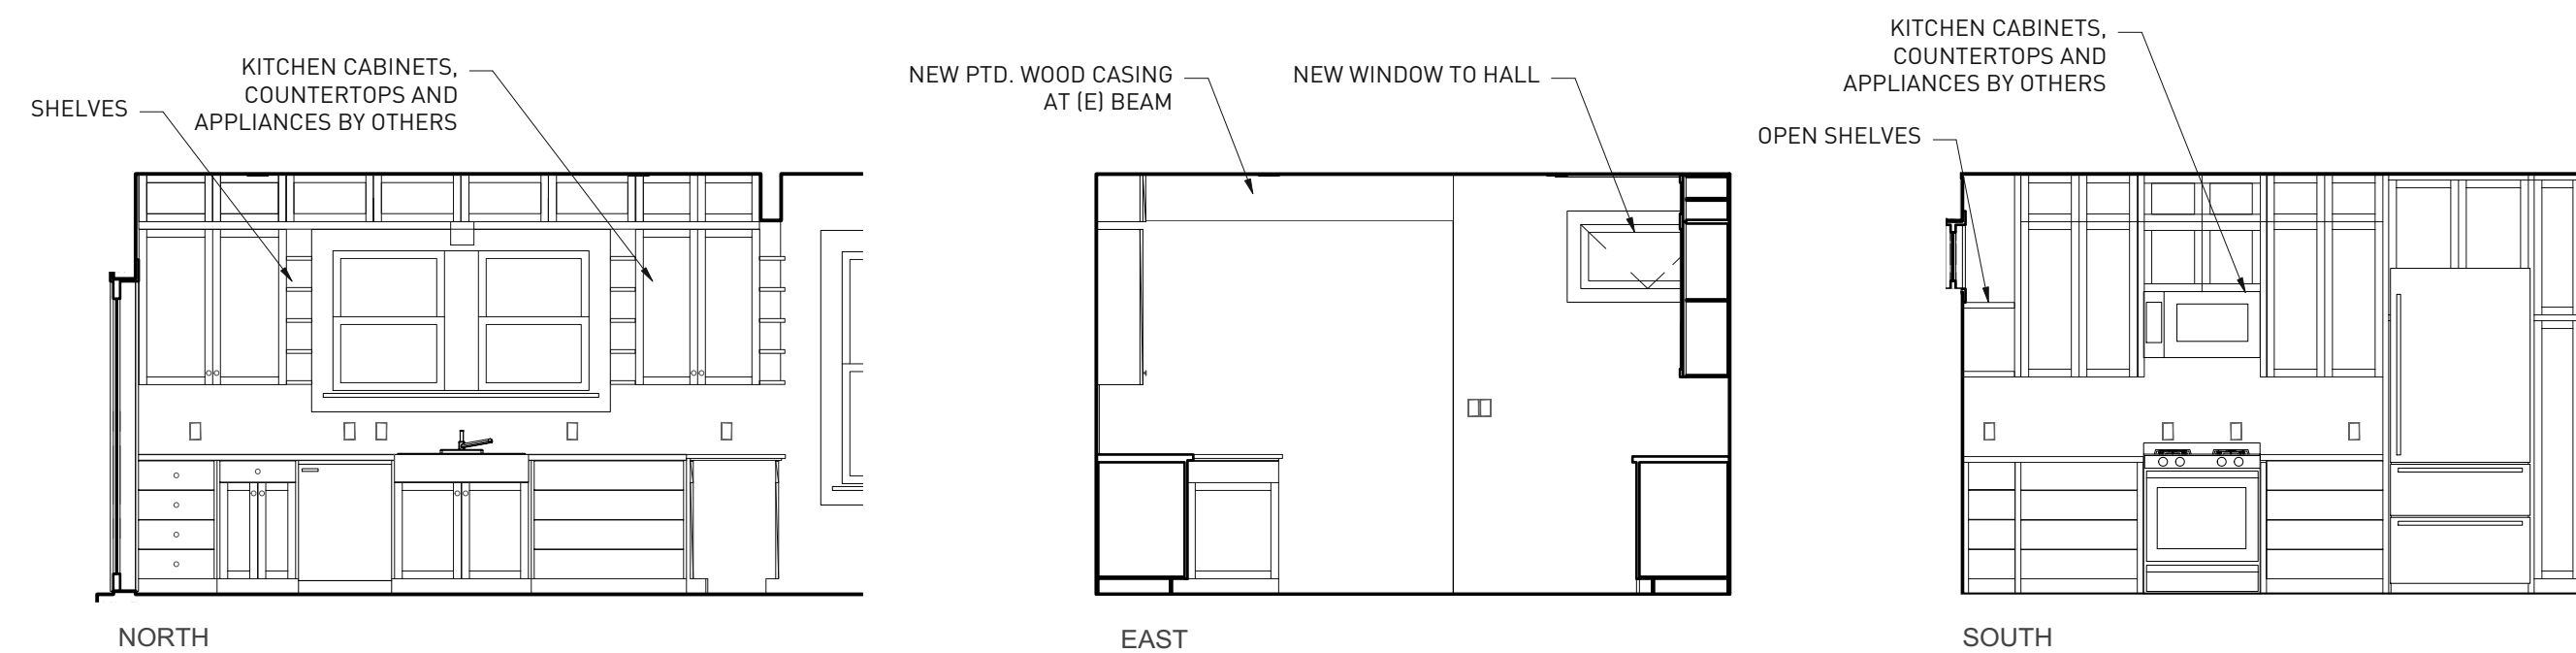 KITCHEN CABINETS,
COUNTERTOPS AND
APPLIANCES BY OTHERS
SHELVES
NORTH
NEW PTD. WOOD CASING
AT (E) BEAM
NEW WINDOW TO HALL
EAST
KITCHEN CABINETS,
COUNTERTOPS AND
APPLIANCES BY OTHERS
OPEN SHELVES
SOUTH